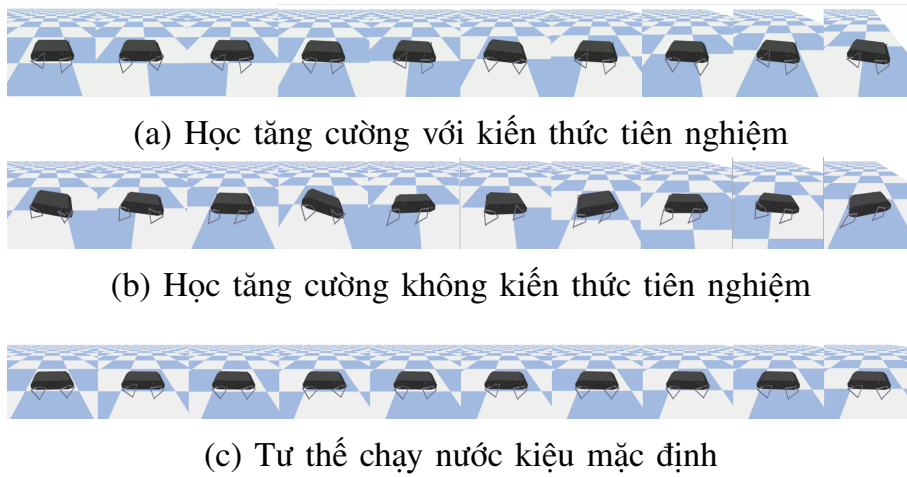 (a) Học tăng cường với kiến thức tiên nghiệm
(b) Học tăng cường không kiến thức tiên nghiệm
(c) Tư thế chạy nước kiệu mặc định